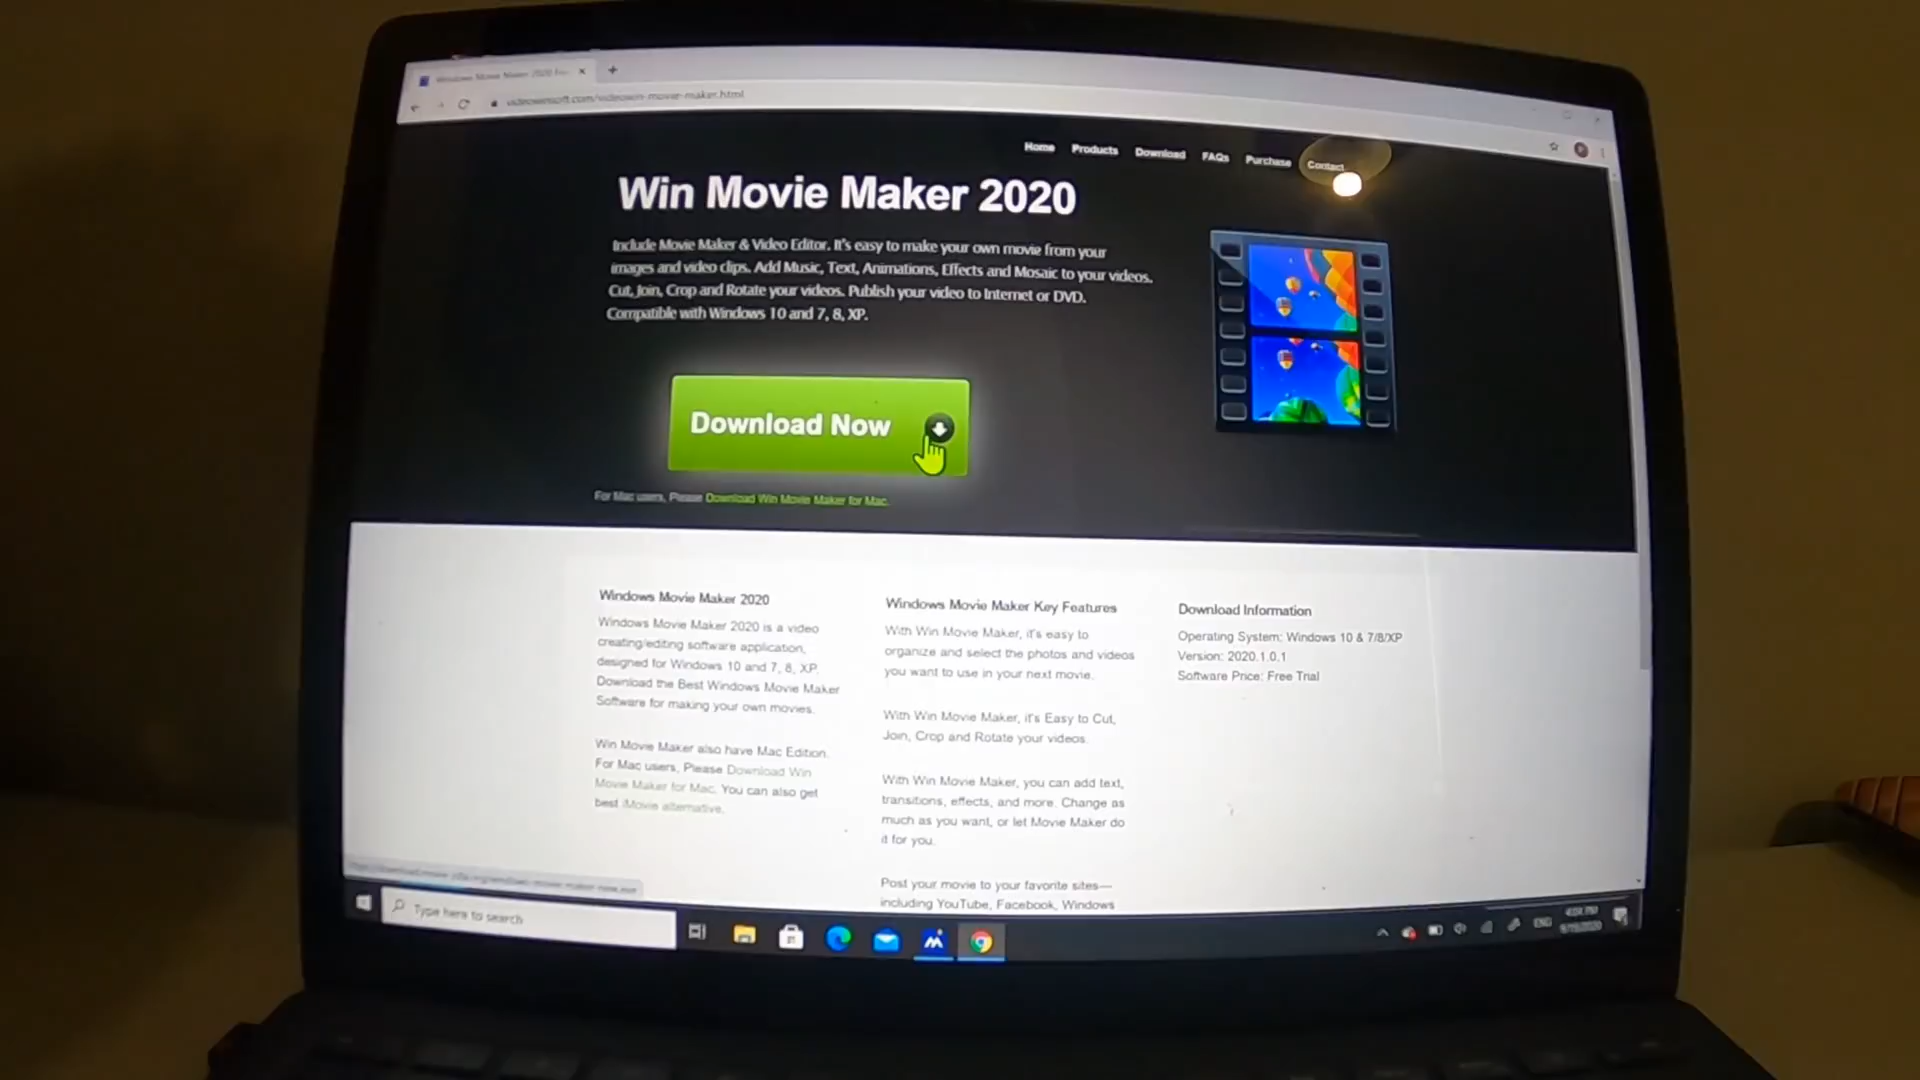 Windows Movie Maker 2020
videowinsoft.com/videowin-movie-maker.html
Home Products Download FAQs Purchase Contact
Win Movie Maker 2020
Include Movie Maker & Video Editor. It's easy to make your own movie from your
images and video clips. Add Music, Text, Animations, Effects and Mosaic to your videos.
Cut, Join, Crop and Rotate your videos. Publish your video to Internet or DVD.
Compatible with Windows 10 and 7, 8, XP.
Download Now
For Mac users, Please Download Win Movie Maker for Mac.
Windows Movie Maker 2020
Windows Movie Maker 2020 is a video
creating/editing software application,
designed for Windows 10 and 7, 8, XP.
Download the Best Windows Movie Maker
Software for making your own movies.
Win Movie Maker also have Mac Edition.
For Mac users, Please Download Win
Movie Maker for Mac. You can also get
best iMovie alternative.
Windows Movie Maker Key Features
With Win Movie Maker, it's easy to
organize and select the photos and videos
you want to use in your next movie.
With Win Movie Maker, it's Easy to Cut,
Join, Crop and Rotate your videos.
With Win Movie Maker, you can add text,
transitions, effects, and more. Change as
much as you want, or let Movie Maker do
it for you.
Post your movie to your favorite sites—
including YouTube, Facebook, Windows
Download Information
Operating System: Windows 10 & 7/8/XP
Version: 2020.1.0.1
Software Price: Free Trial
Type here to search
ENG